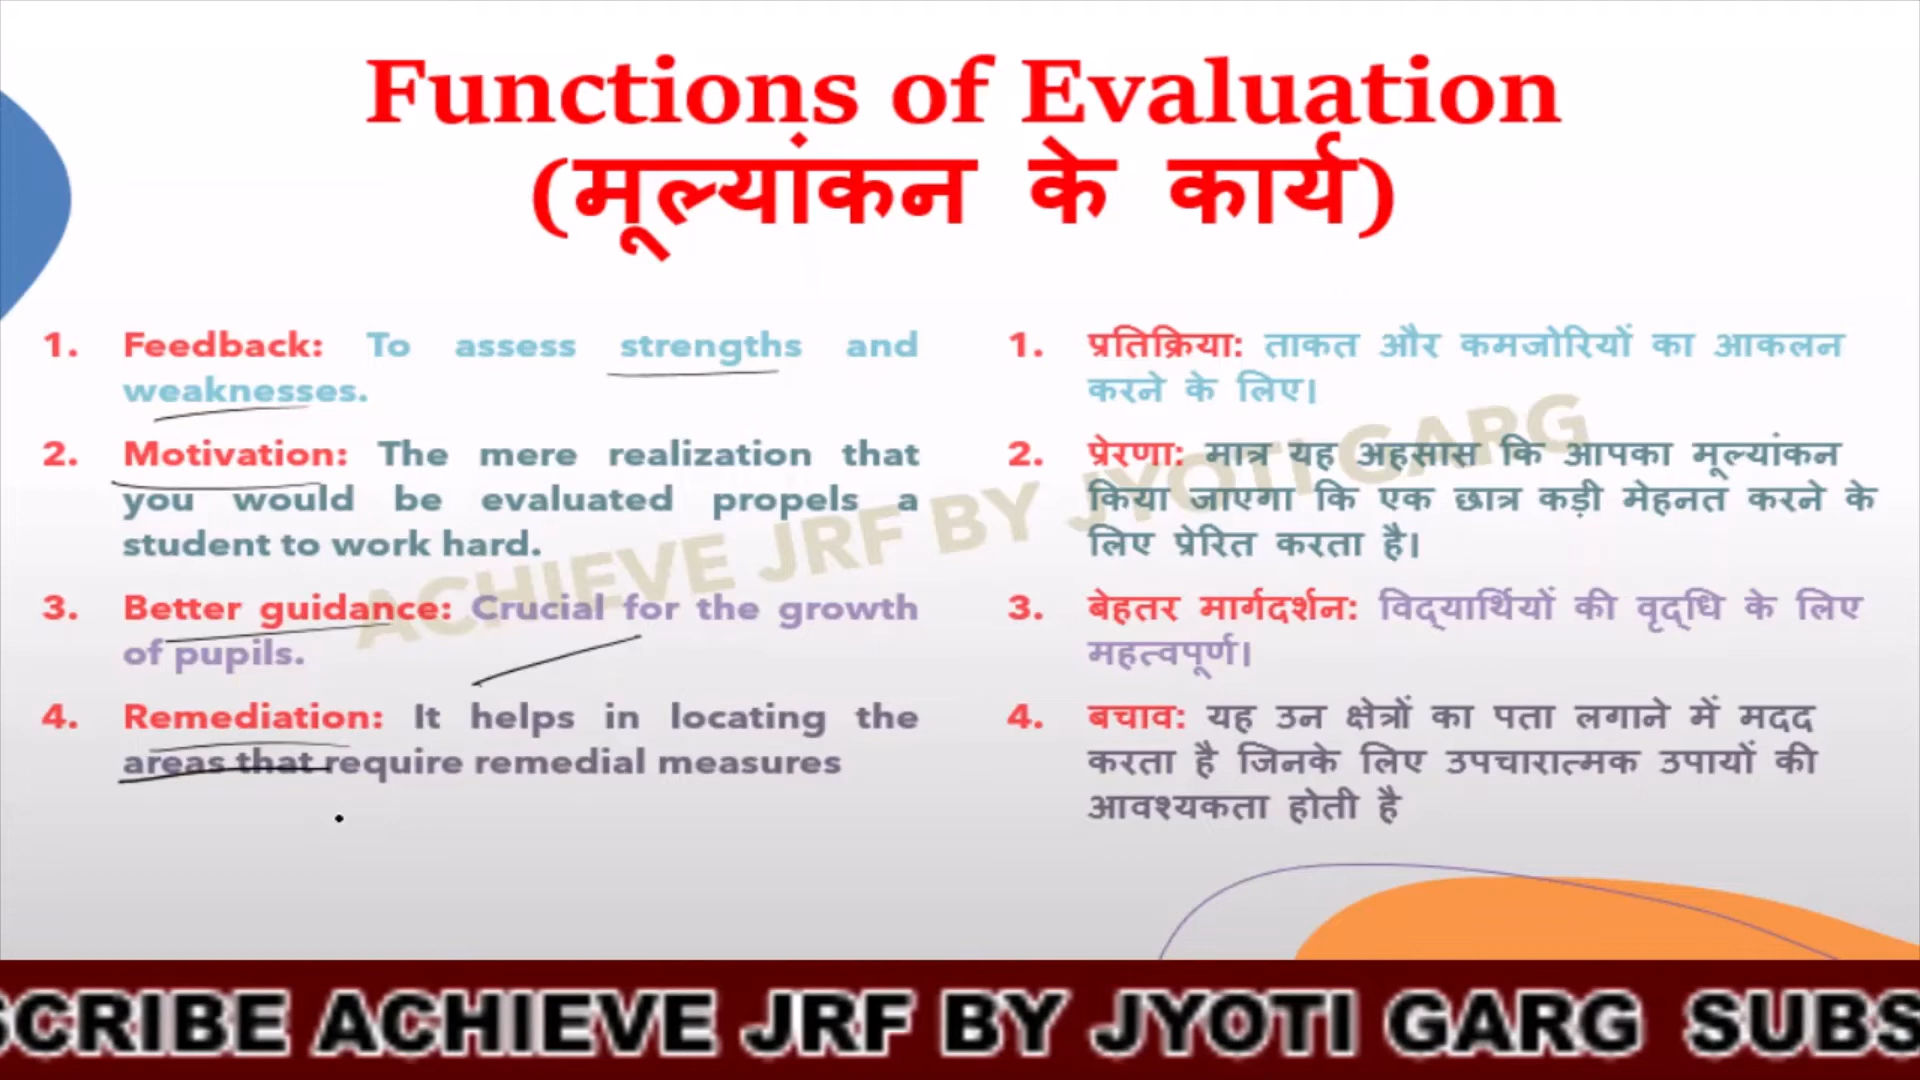 Functions of Evaluation
(मूल्यांकन के कार्य)
1. Feedback: To assess strengths and
weaknesses.
2. Motivation: The mere realization that
you would be evaluated propels a
student to work hard.
3. Better guidance: Crucial for the growth
of pupils.
4. Remediation: It helps in locating the
areas that require remedial measures
1. प्रतिक्रिया: ताकत और कमजोरियों का आकलन
करने के लिए।
2. प्रेरणा: मात्र यह अहसास कि आपका मूल्यांकन
किया जाएगा कि एक छात्र कड़ी मेहनत करने के
लिए प्रेरित करता है।
3. बेहतर मार्गदर्शन: विद्यार्थियों की वृद्धि के लिए
महत्वपूर्ण।
4. बचाव: यह उन क्षेत्रों का पता लगाने में मदद
करता है जिनके लिए उपचारात्मक उपायों की
आवश्यकता होती है
ACHIEVE JRF BY JYOTI GARG
SCRIBE ACHIEVE JRF BY JYOTI GARG SUBS